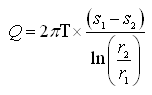 Q = 2πT × (s₁ − s₂) / ln(r₂ / r₁)